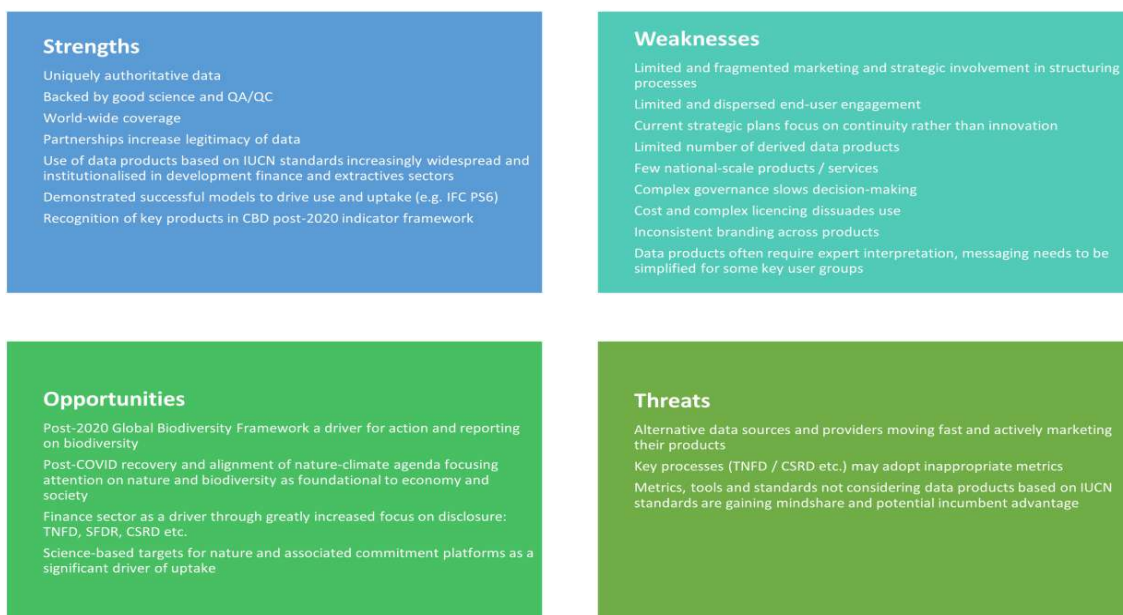 Strengths
Uniquely authoritative data
Backed by good science and QA/QC
World-wide coverage
Partnerships increase legitimacy of data
Use of data products based on IUCN standards increasingly widespread and
institutionalised in development finance and extractives sectors
Demonstrated successful models to drive use and uptake (e.g. IFC PS6)
Recognition of key products in CBD post-2020 indicator framework
Weaknesses
Limited and fragmented marketing and strategic involvement in structuring
processes
Limited and dispersed end-user engagement
Current strategic plans focus on continuity rather than innovation
Limited number of derived data products
Few national-scale products / services
Complex governance slows decision-making
Cost and complex licencing dissuades use
Inconsistent branding across products
Data products often require expert interpretation, messaging needs to be
simplified for some key user groups
Opportunities
Post-2020 Global Biodiversity Framework a driver for action and reporting
on biodiversity
Post-COVID recovery and alignment of nature-climate agenda focusing
attention on nature and biodiversity as foundational to economy and
society
Finance sector as a driver through greatly increased focus on disclosure:
TNFD, SFDR, CSRD etc.
Science-based targets for nature and associated commitment platforms as a
significant driver of uptake
Threats
Alternative data sources and providers moving fast and actively marketing
their products
Key processes (TNFD / CSRD etc.) may adopt inappropriate metrics
Metrics, tools and standards not considering data products based on IUCN
standards are gaining mindshare and potential incumbent advantage